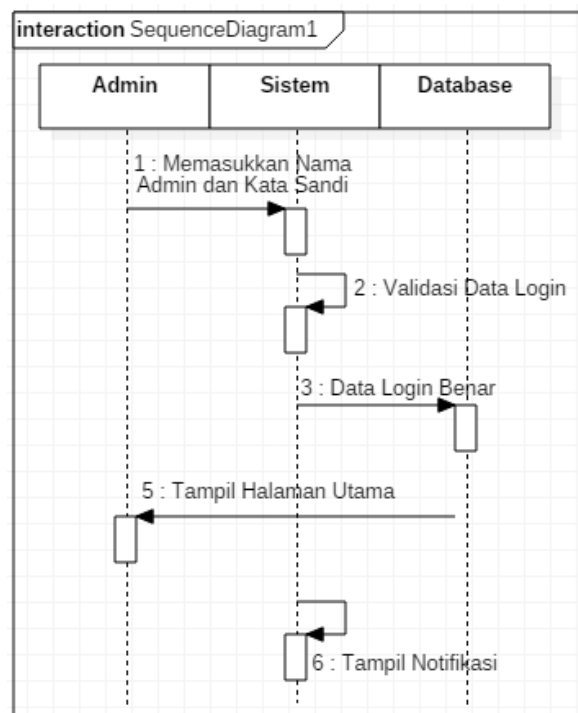 interaction SequenceDiagram1
Admin
Sistem
Database
1 : Memasukkan Nama
Admin dan Kata Sandi
2 : Validasi Data Login
3 : Data Login Benar
5 : Tampil Halaman Utama
6 : Tampil Notifikasi